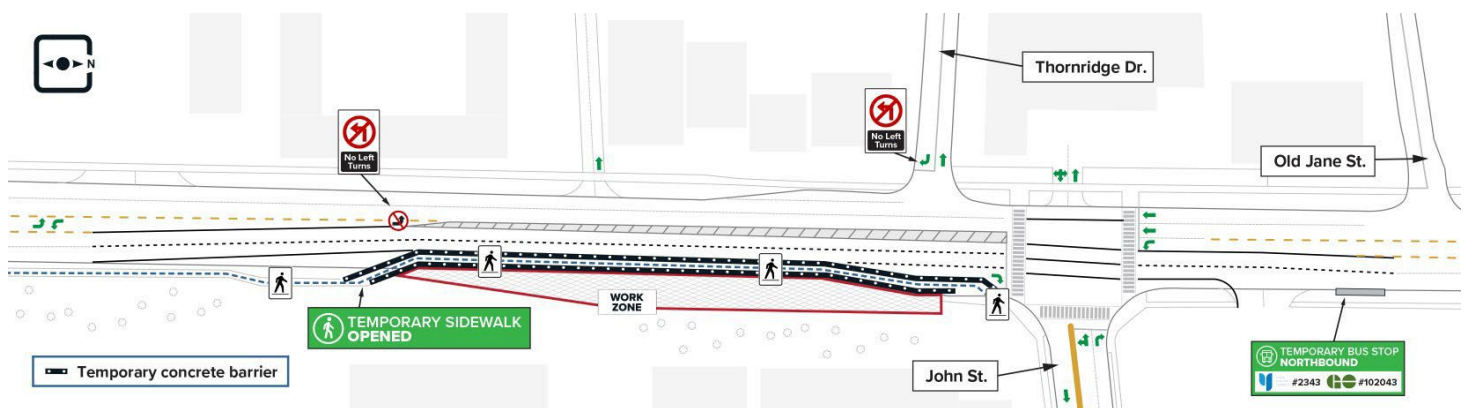 N
Thornridge Dr.
No Left
Turns
No Left
Turns
Old Jane St.
WORK
ZONE
TEMPORARY SIDEWALK
OPENED
Temporary concrete barrier
John St.
TEMPORARY BUS STOP
NORTHBOUND
#2343 GO #102043